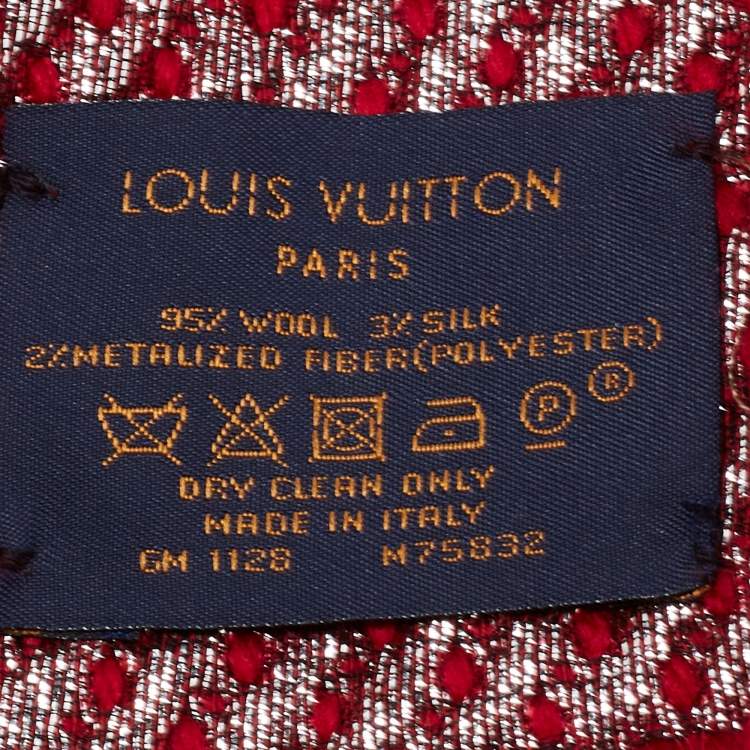 LOUIS VUITTON
PARIS
95% WOOL 3% SILK
2%METALIZED FIBER(POLYESTER)
P ®
DRY CLEAN ONLY
MADE IN ITALY
GM 1128 M75832